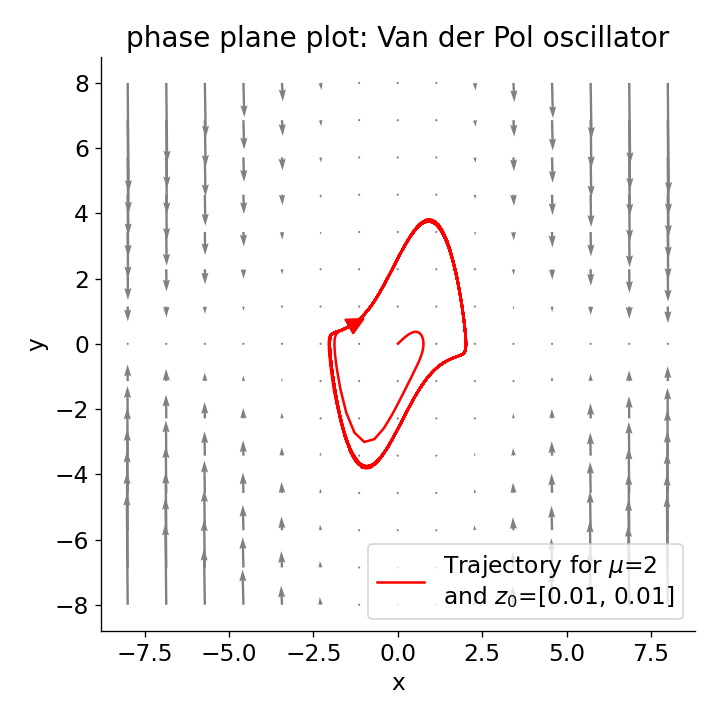 phase plane plot: Van der Pol oscillator
8
6
4
2
0
−2
−4
−6
−8
y
Trajectory for μ=2
and z₀=[0.01, 0.01]
−7.5 −5.0 −2.5 0.0 2.5 5.0 7.5
x